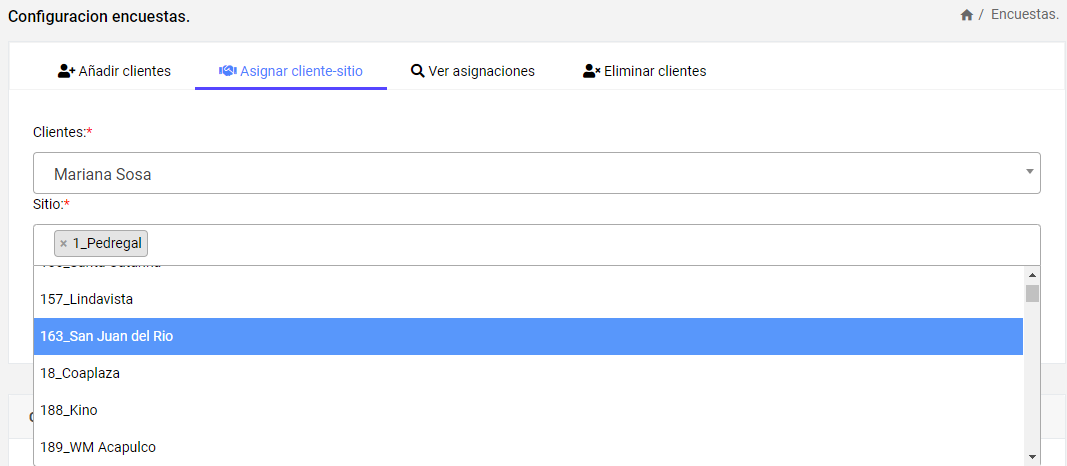 Configuracion encuestas.
/ Encuestas.
Añadir clientes
Asignar cliente-sitio
Ver asignaciones
Eliminar clientes
Clientes:*
Mariana Sosa
Sitio:*
× 1_Pedregal
157_Lindavista
163_San Juan del Rio
18_Coaplaza
188_Kino
189_WM Acapulco